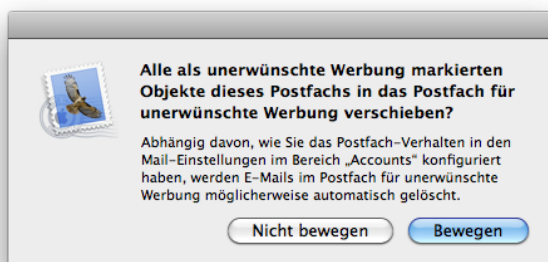 Alle als unerwünschte Werbung markierten
Objekte dieses Postfachs in das Postfach für
unerwünschte Werbung verschieben?
Abhängig davon, wie Sie das Postfach-Verhalten in den
Mail-Einstellungen im Bereich „Accounts“ konfiguriert
haben, werden E-Mails im Postfach für unerwünschte
Werbung möglicherweise automatisch gelöscht.
Nicht bewegen
Bewegen